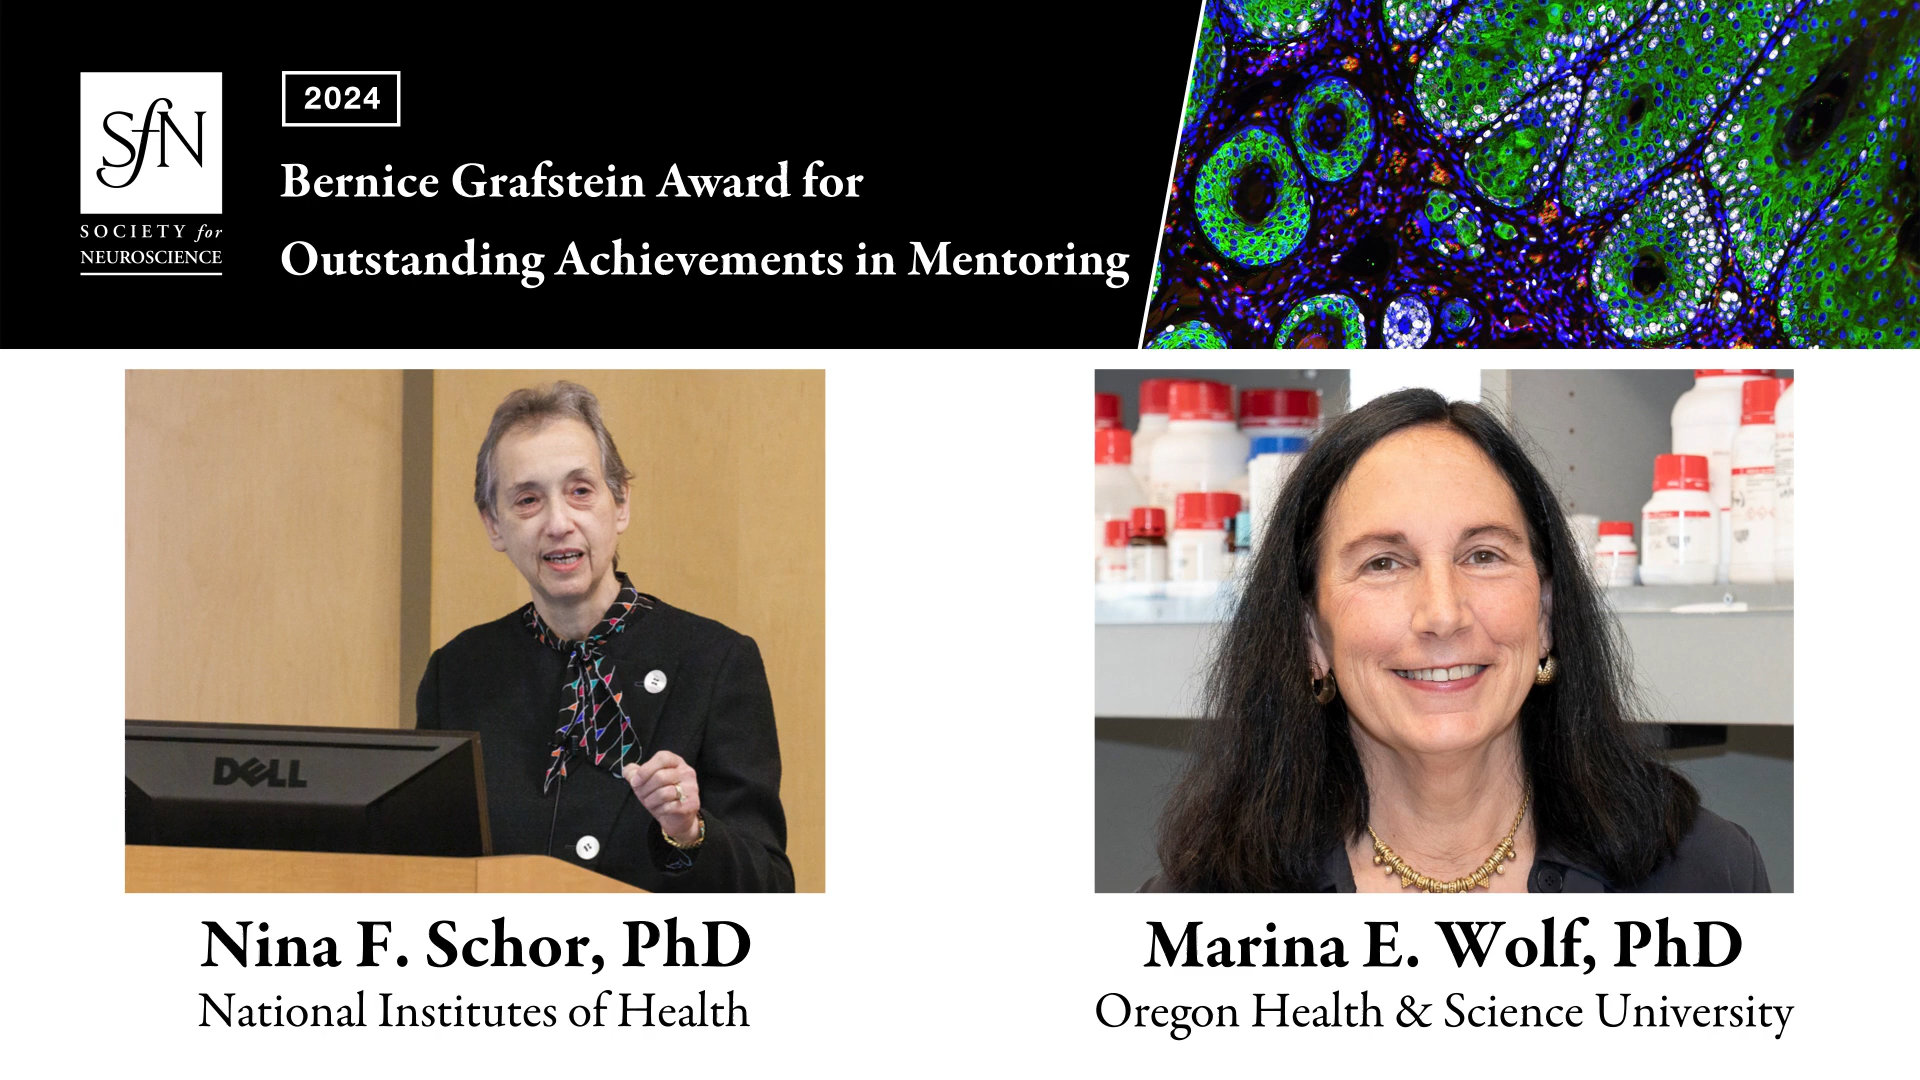 SfN
SOCIETY for
NEUROSCIENCE
2024
Bernice Grafstein Award for
Outstanding Achievements in Mentoring
DELL
Nina F. Schor, PhD
National Institutes of Health
Marina E. Wolf, PhD
Oregon Health & Science University